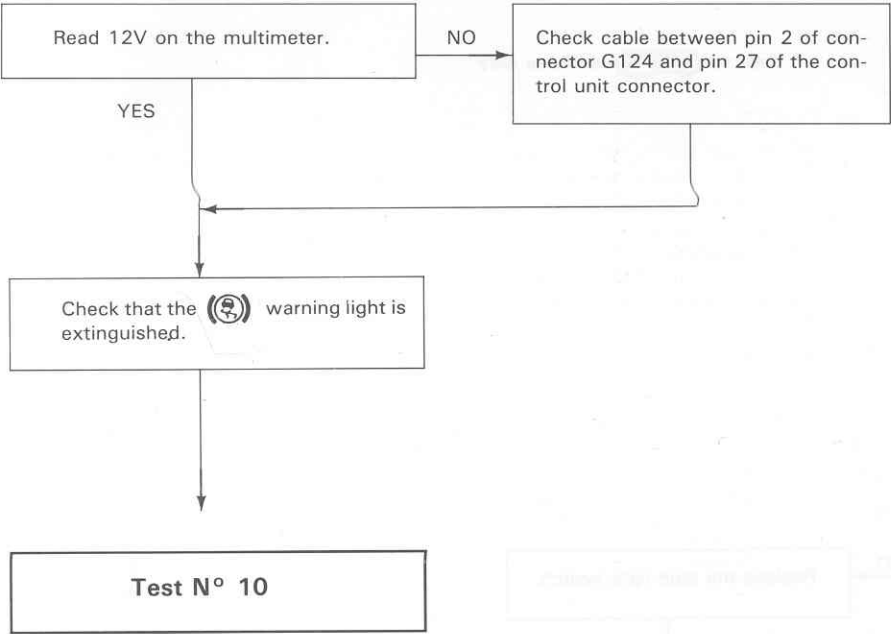 Read 12V on the multimeter.
NO
Check cable between pin 2 of con-
nector G124 and pin 27 of the con-
trol unit connector.
YES
Check that the warning light is
extinguished.
Test Nº 10